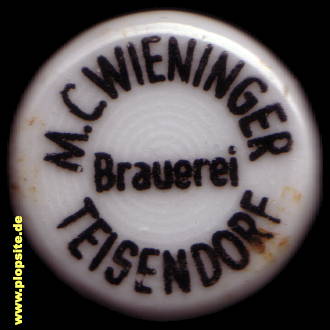 M.C WIENINGER
Brauerei
TEISENDORF
www.plopsite.de